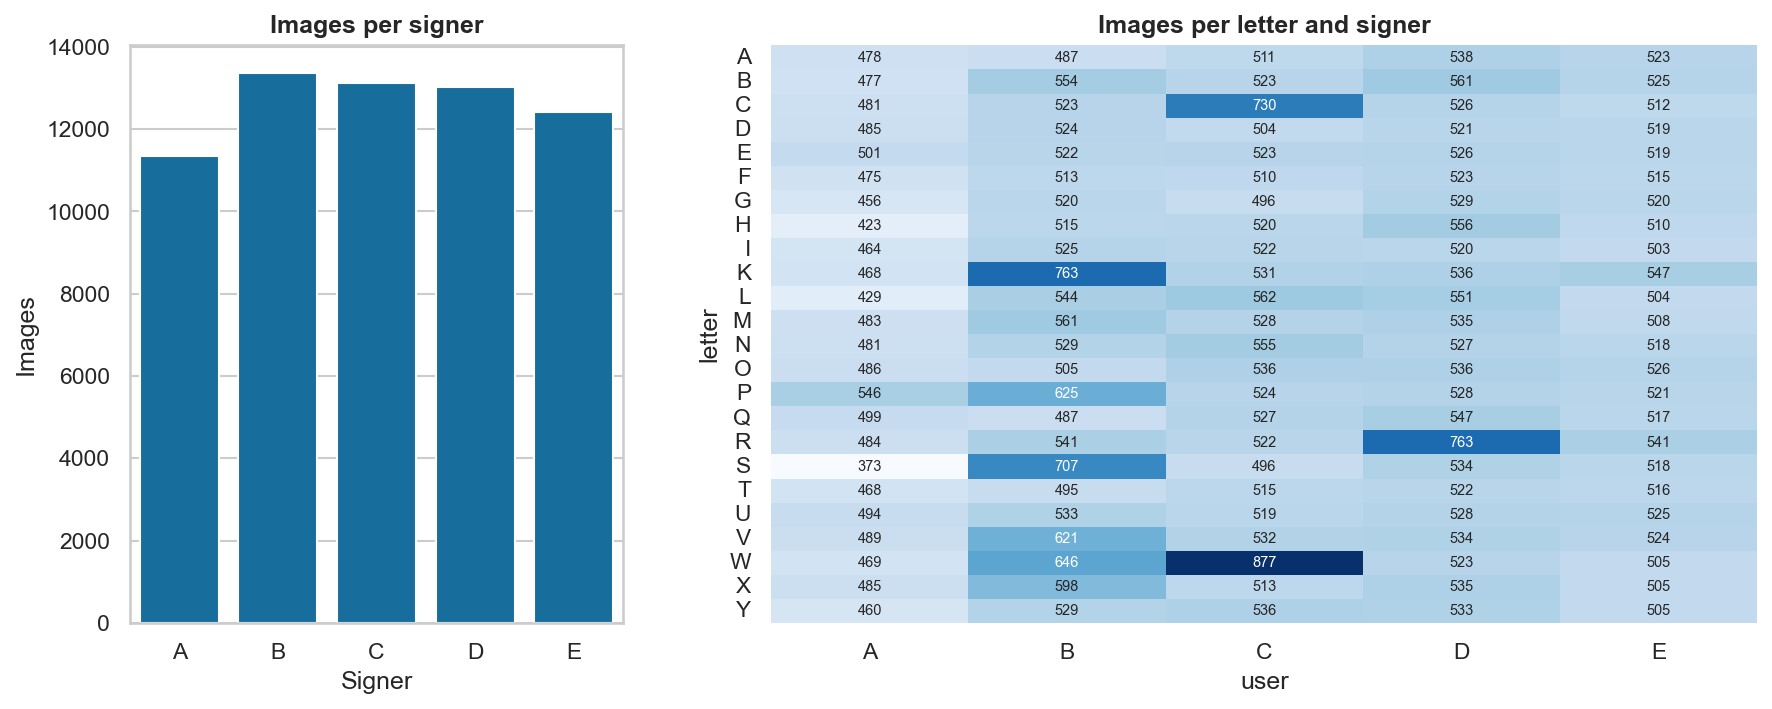 Images per signer
14000
12000
10000
8000
6000
4000
2000
0
Images
A B C D E
Signer
Images per letter and signer
letter
A 478 487 511 538 523
B 477 554 523 561 525
C 481 523 730 526 512
D 485 524 504 521 519
E 501 522 523 526 519
F 475 513 510 523 515
G 456 520 496 529 520
H 423 515 520 556 510
I 464 525 522 520 503
K 468 763 531 536 547
L 429 544 562 551 504
M 483 561 528 535 508
N 481 529 555 527 518
O 486 505 536 536 526
P 546 625 524 528 521
Q 499 487 527 547 517
R 484 541 522 763 541
S 373 707 496 534 518
T 468 495 515 522 516
U 494 533 519 528 525
V 489 621 532 534 524
W 469 646 877 523 505
X 485 598 513 535 505
Y 460 529 536 533 505
A B C D E
user